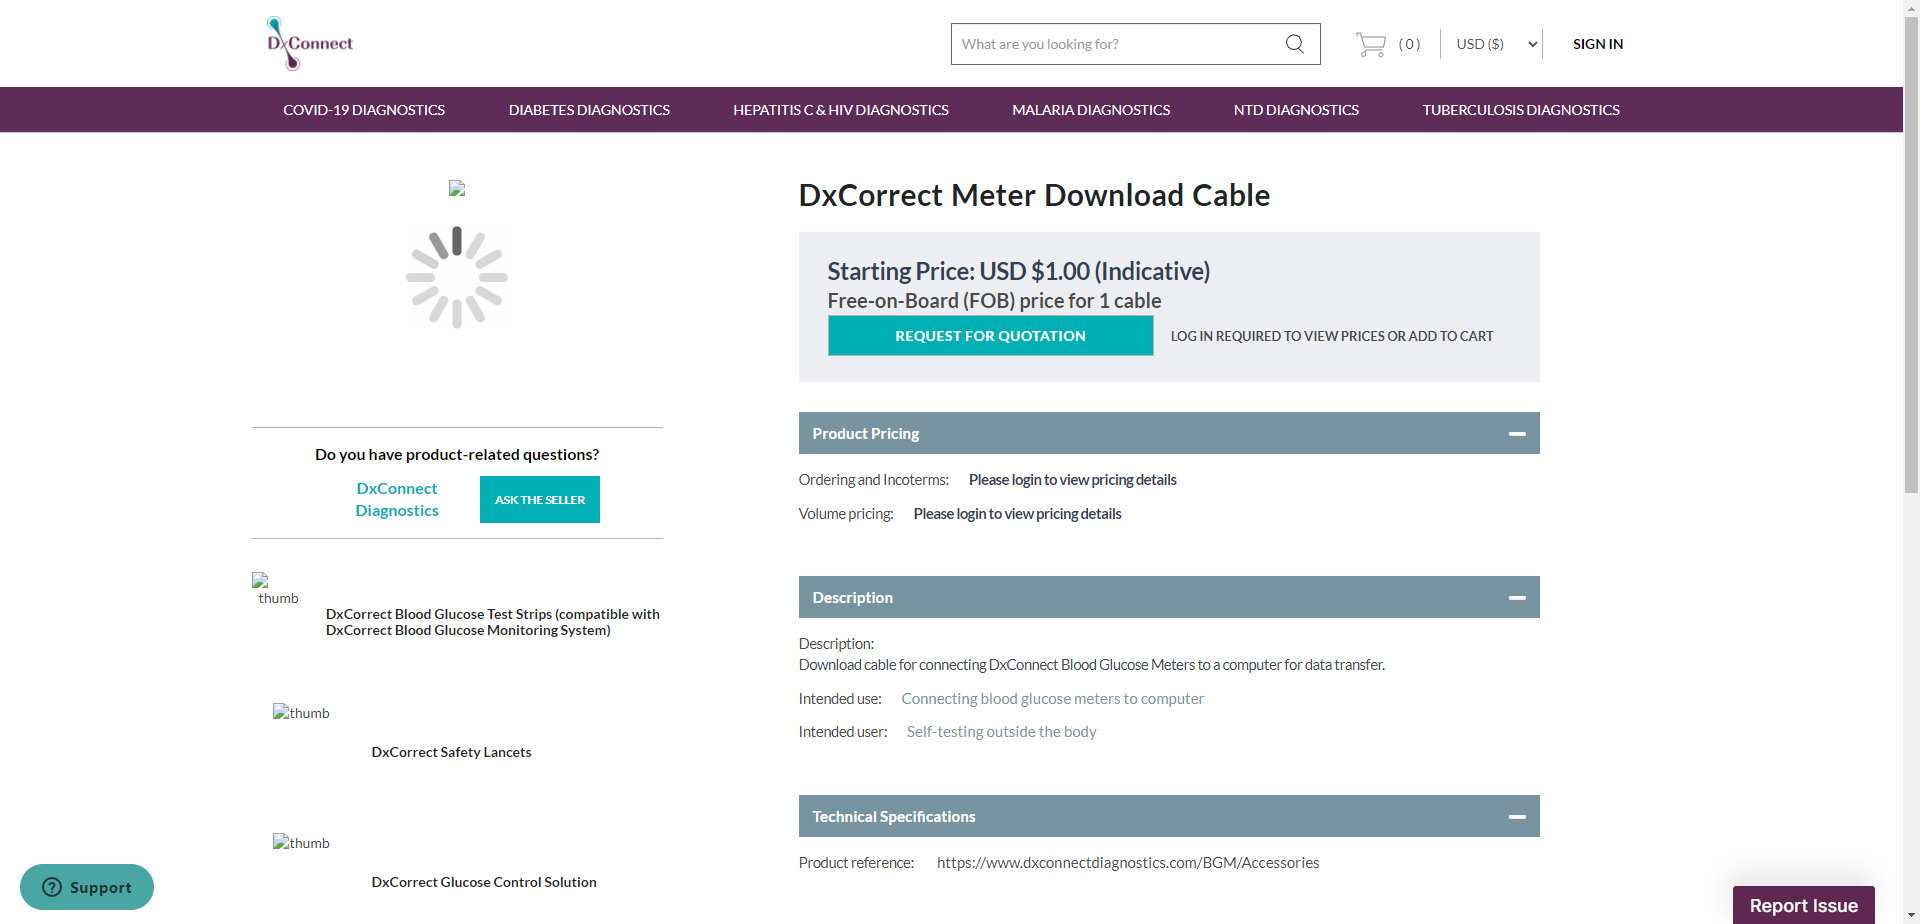 DxConnect
What are you looking for?
( 0 )
USD ($)
SIGN IN
COVID-19 DIAGNOSTICS
DIABETES DIAGNOSTICS
HEPATITIS C & HIV DIAGNOSTICS
MALARIA DIAGNOSTICS
NTD DIAGNOSTICS
TUBERCULOSIS DIAGNOSTICS
DxCorrect Meter Download Cable
Starting Price: USD $1.00 (Indicative)
Free-on-Board (FOB) price for 1 cable
REQUEST FOR QUOTATION
LOG IN REQUIRED TO VIEW PRICES OR ADD TO CART
Do you have product-related questions?
DxConnect
Diagnostics
ASK THE SELLER
thumb
DxCorrect Blood Glucose Test Strips (compatible with
DxCorrect Blood Glucose Monitoring System)
thumb
DxCorrect Safety Lancets
thumb
DxCorrect Glucose Control Solution
Product Pricing
Ordering and Incoterms: Please login to view pricing details
Volume pricing: Please login to view pricing details
Description
Description:
Download cable for connecting DxConnect Blood Glucose Meters to a computer for data transfer.
Intended use: Connecting blood glucose meters to computer
Intended user: Self-testing outside the body
Technical Specifications
Product reference: https://www.dxconnectdiagnostics.com/BGM/Accessories
Support
Report Issue